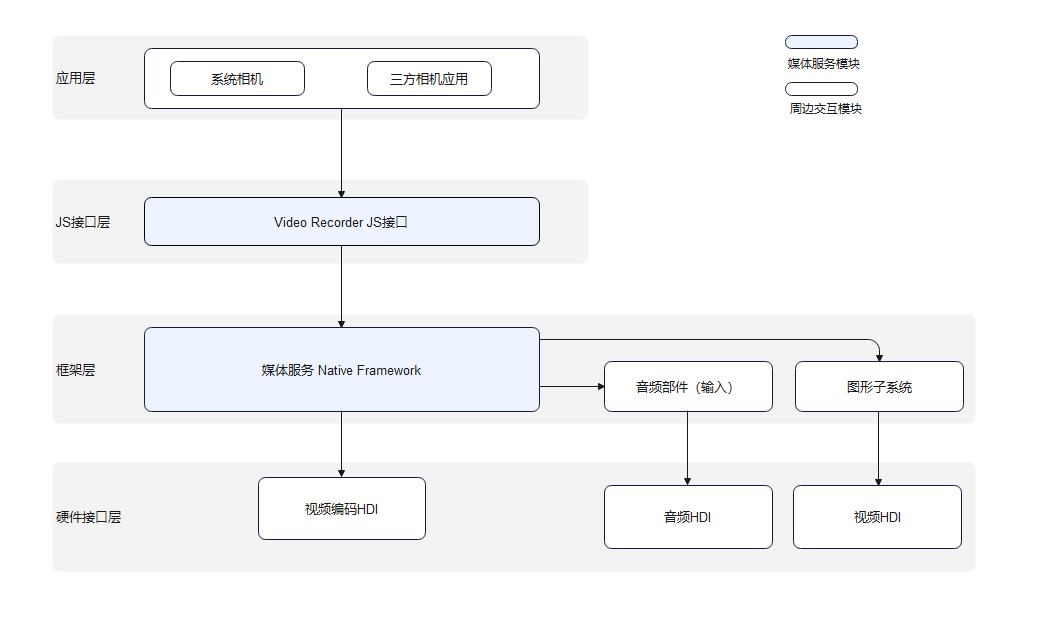 媒体服务模块
周边交互模块
应用层
系统相机
三方相机应用
JS接口层
Video Recorder JS接口
框架层
媒体服务 Native Framework
音频部件（输入）
图形子系统
硬件接口层
视频编码HDI
音频HDI
视频HDI